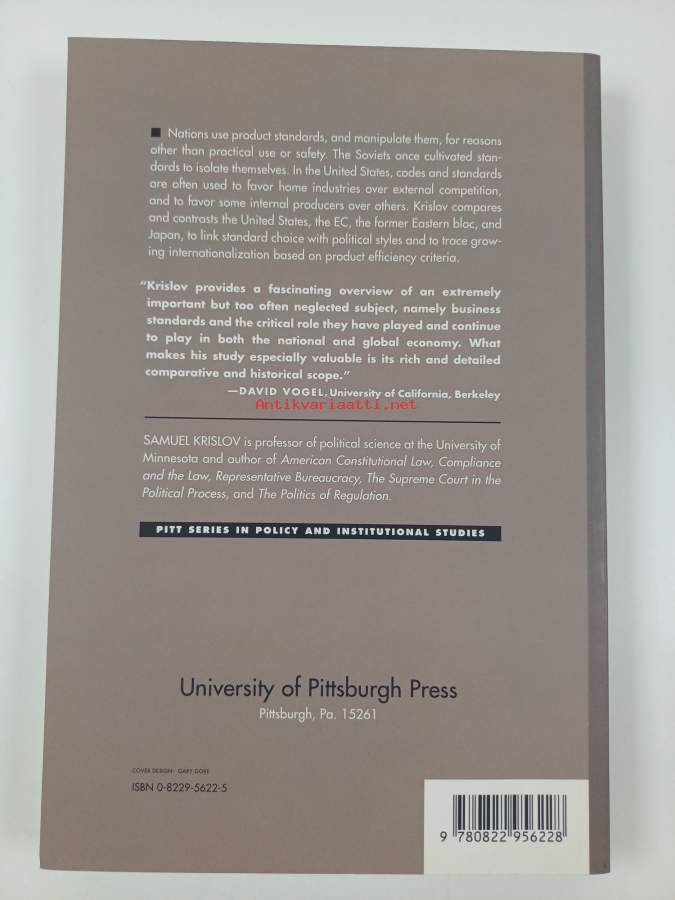 ■ Nations use product standards, and manipulate them, for reasons
other than practical use or safety. The Soviets once cultivated stan-
dards to isolate themselves. In the United States, codes and standards
are often used to favor home industries over external competition,
and to favor some internal producers over others. Krislov compares
and contrasts the United States, the EC, the former Eastern bloc, and
Japan, to link standard choice with political styles and to trace grow-
ing internationalization based on product efficiency criteria.
“Krislov provides a fascinating overview of an extremely
important but too often neglected subject, namely business
standards and the critical role they have played and continue
to play in both the national and global economy. What
makes his study especially valuable is its rich and detailed
comparative and historical scope.”
—DAVID VOGEL, University of California, Berkeley
Antikvariaatti.net
SAMUEL KRISLOV is professor of political science at the University of
Minnesota and author of American Constitutional Law, Compliance
and the Law, Representative Bureaucracy, The Supreme Court in the
Political Process, and The Politics of Regulation.
PITT SERIES IN POLICY AND INSTITUTIONAL STUDIES
University of Pittsburgh Press
Pittsburgh, Pa. 15261
COVER DESIGN: GARY GORE
ISBN 0-8229-5622-5
9 780822 956228